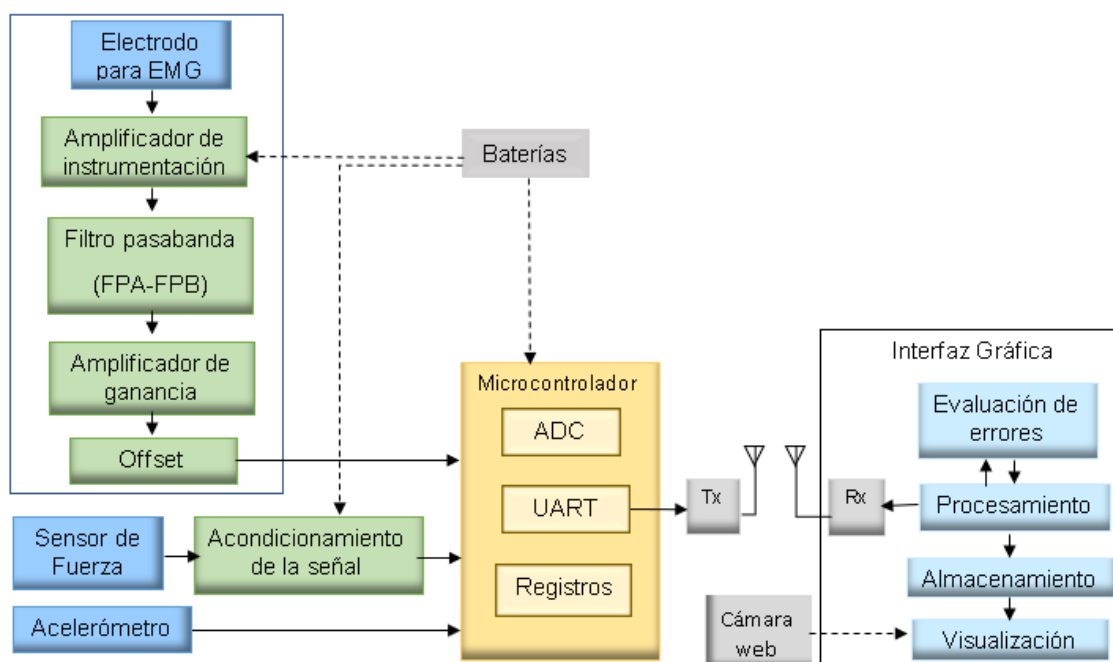 Electrodo
para EMG
Amplificador de
instrumentación
Filtro pasabanda
(FPA-FPB)
Amplificador de
ganancia
Offset
Sensor de
Fuerza
Acondicionamiento
de la señal
Acelerómetro
Baterías
Microcontrolador
ADC
UART
Registros
Tx
Rx
Cámara
web
Interfaz Gráfica
Evaluación de
errores
Procesamiento
Almacenamiento
Visualización